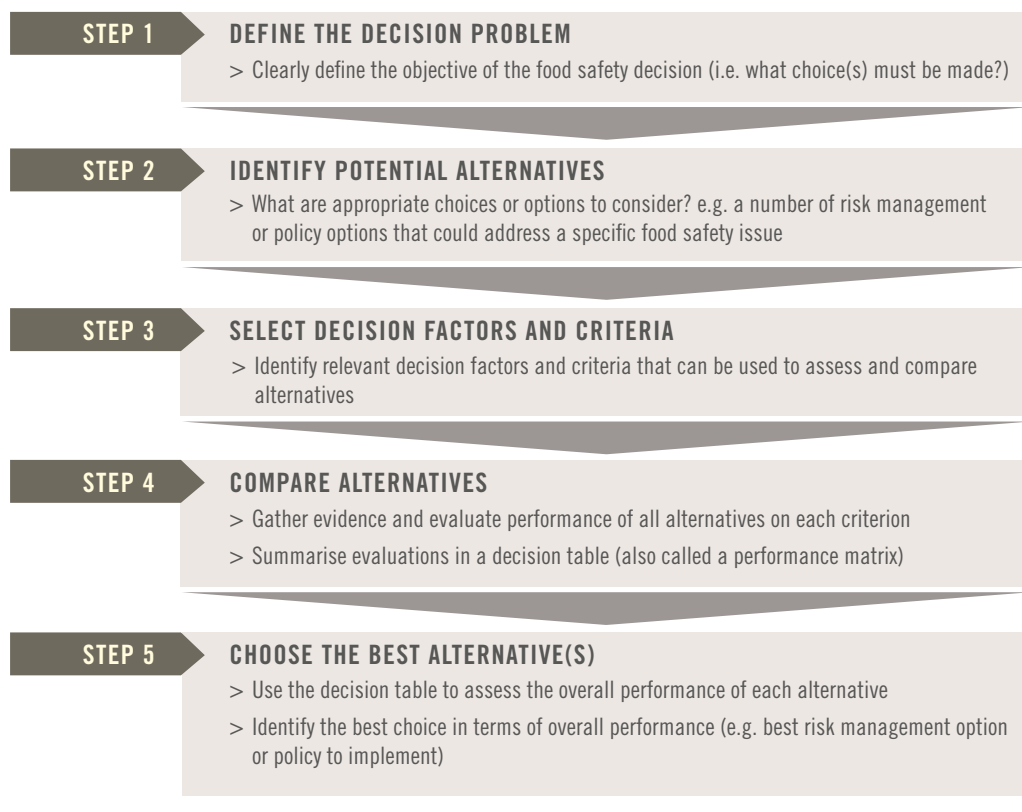 STEP 1
DEFINE THE DECISION PROBLEM
> Clearly define the objective of the food safety decision (i.e. what choice(s) must be made?)
STEP 2
IDENTIFY POTENTIAL ALTERNATIVES
> What are appropriate choices or options to consider? e.g. a number of risk management
or policy options that could address a specific food safety issue
STEP 3
SELECT DECISION FACTORS AND CRITERIA
> Identify relevant decision factors and criteria that can be used to assess and compare
alternatives
STEP 4
COMPARE ALTERNATIVES
> Gather evidence and evaluate performance of all alternatives on each criterion
> Summarise evaluations in a decision table (also called a performance matrix)
STEP 5
CHOOSE THE BEST ALTERNATIVE(S)
> Use the decision table to assess the overall performance of each alternative
> Identify the best choice in terms of overall performance (e.g. best risk management option
or policy to implement)